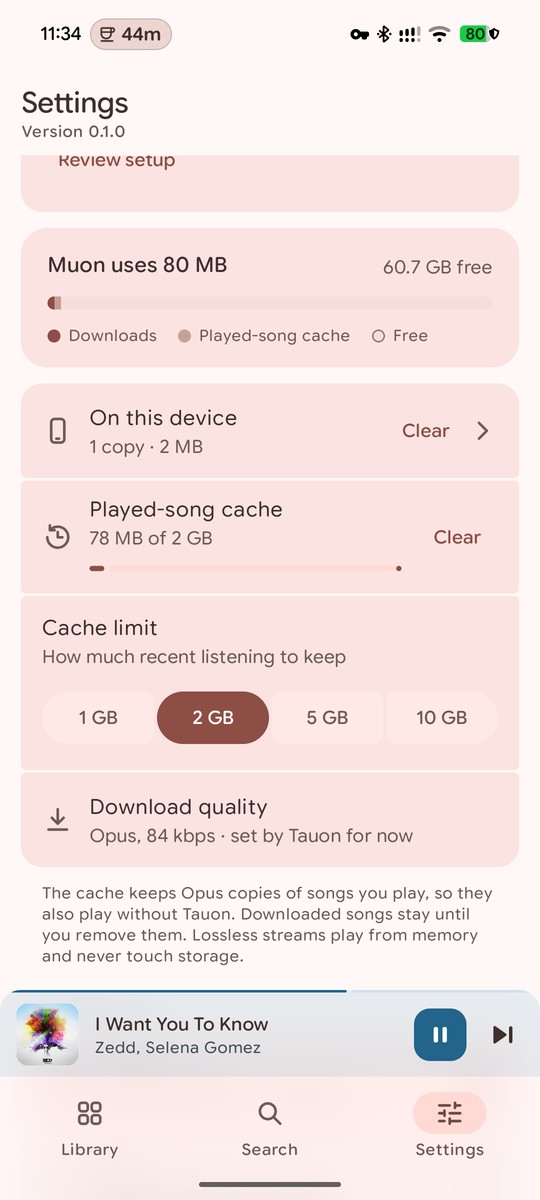 11:34 44m 80
Settings
Version 0.1.0
Review setup
Muon uses 80 MB 60.7 GB free
Downloads Played-song cache Free
On this device
1 copy · 2 MB
Clear
Played-song cache
78 MB of 2 GB
Clear
Cache limit
How much recent listening to keep
1 GB 2 GB 5 GB 10 GB
Download quality
Opus, 84 kbps · set by Tauon for now
The cache keeps Opus copies of songs you play, so they
also play without Tauon. Downloaded songs stay until
you remove them. Lossless streams play from memory
and never touch storage.
I Want You To Know
Zedd, Selena Gomez
Library Search Settings